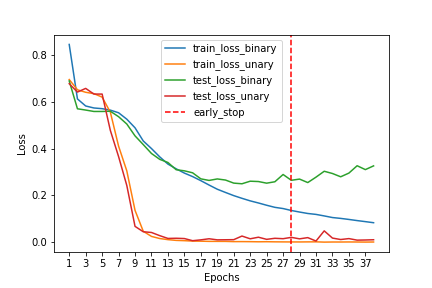 train_loss_binary
train_loss_unary
test_loss_binary
test_loss_unary
early_stop
Loss
0.8
0.6
0.4
0.2
0.0
1 3 5 7 9 11 13 15 17 19 21 23 25 27 29 31 33 35 37
Epochs